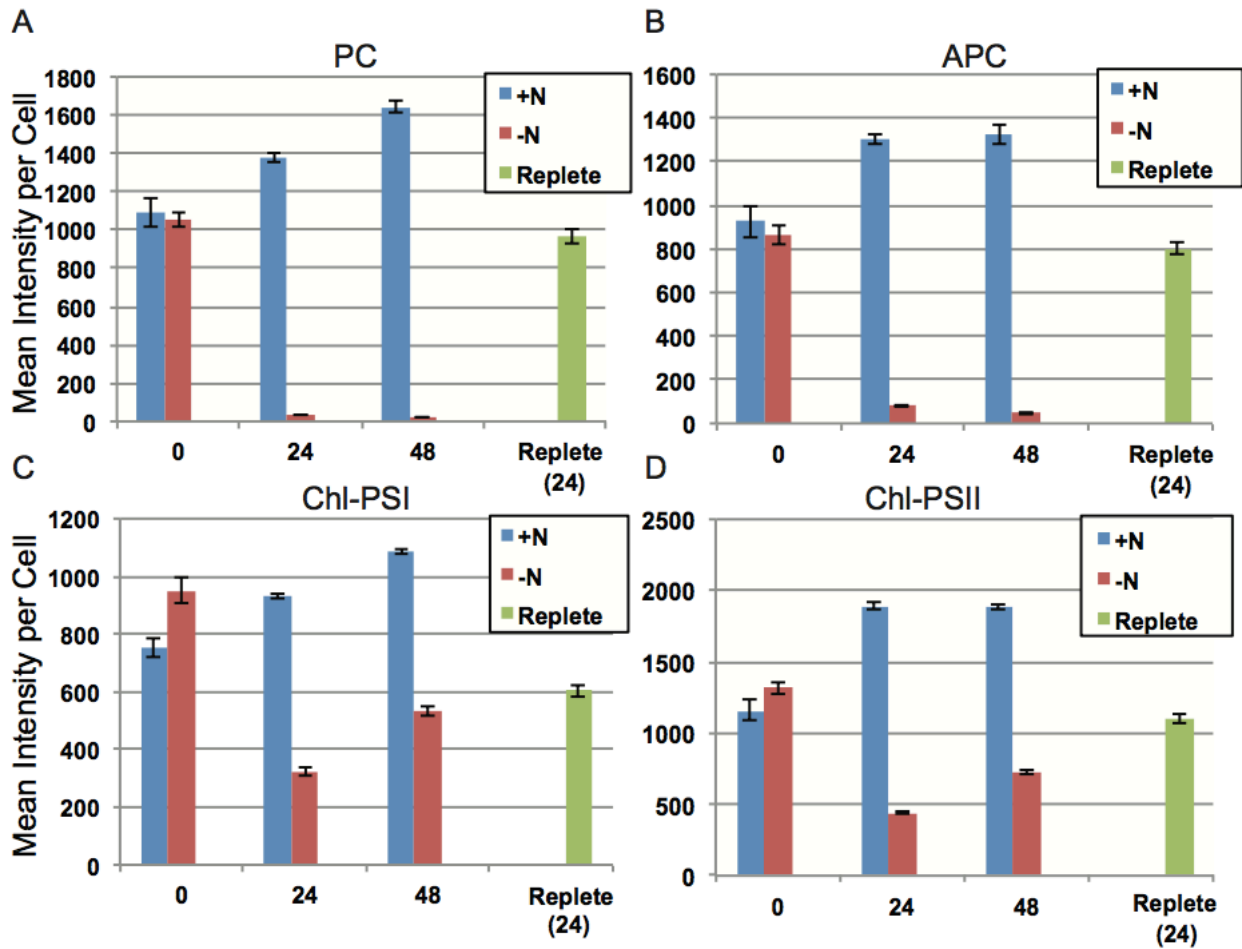 A
PC
Mean Intensity per Cell
1800
1600
1400
1200
1000
800
600
400
200
0
+N
-N
Replete
0
24
48
Replete
(24)
B
APC
1600
1400
1200
1000
800
600
400
200
0
+N
-N
Replete
0
24
48
Replete
(24)
C
Chl-PSI
Mean Intensity per Cell
1200
1000
800
600
400
200
0
+N
-N
Replete
0
24
48
Replete
(24)
D
Chl-PSII
2500
2000
1500
1000
500
0
+N
-N
Replete
0
24
48
Replete
(24)